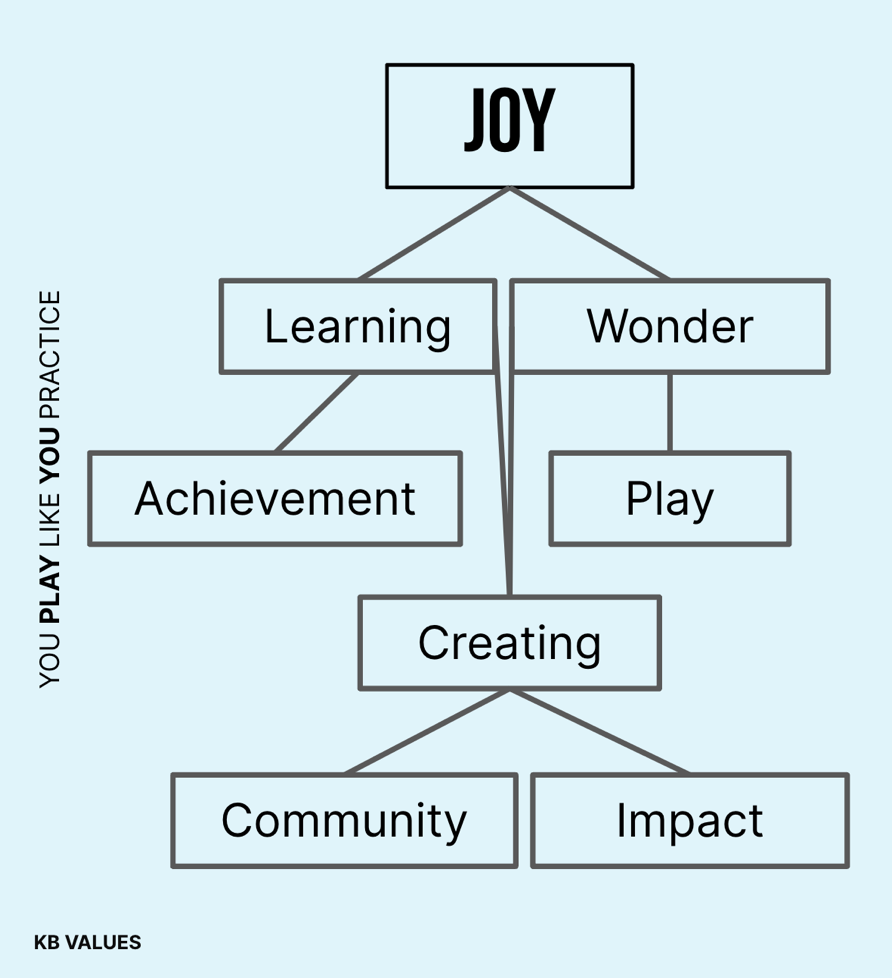 JOY
Learning
Wonder
Achievement
Play
Creating
Community
Impact
YOU PLAY LIKE YOU PRACTICE
KB VALUES